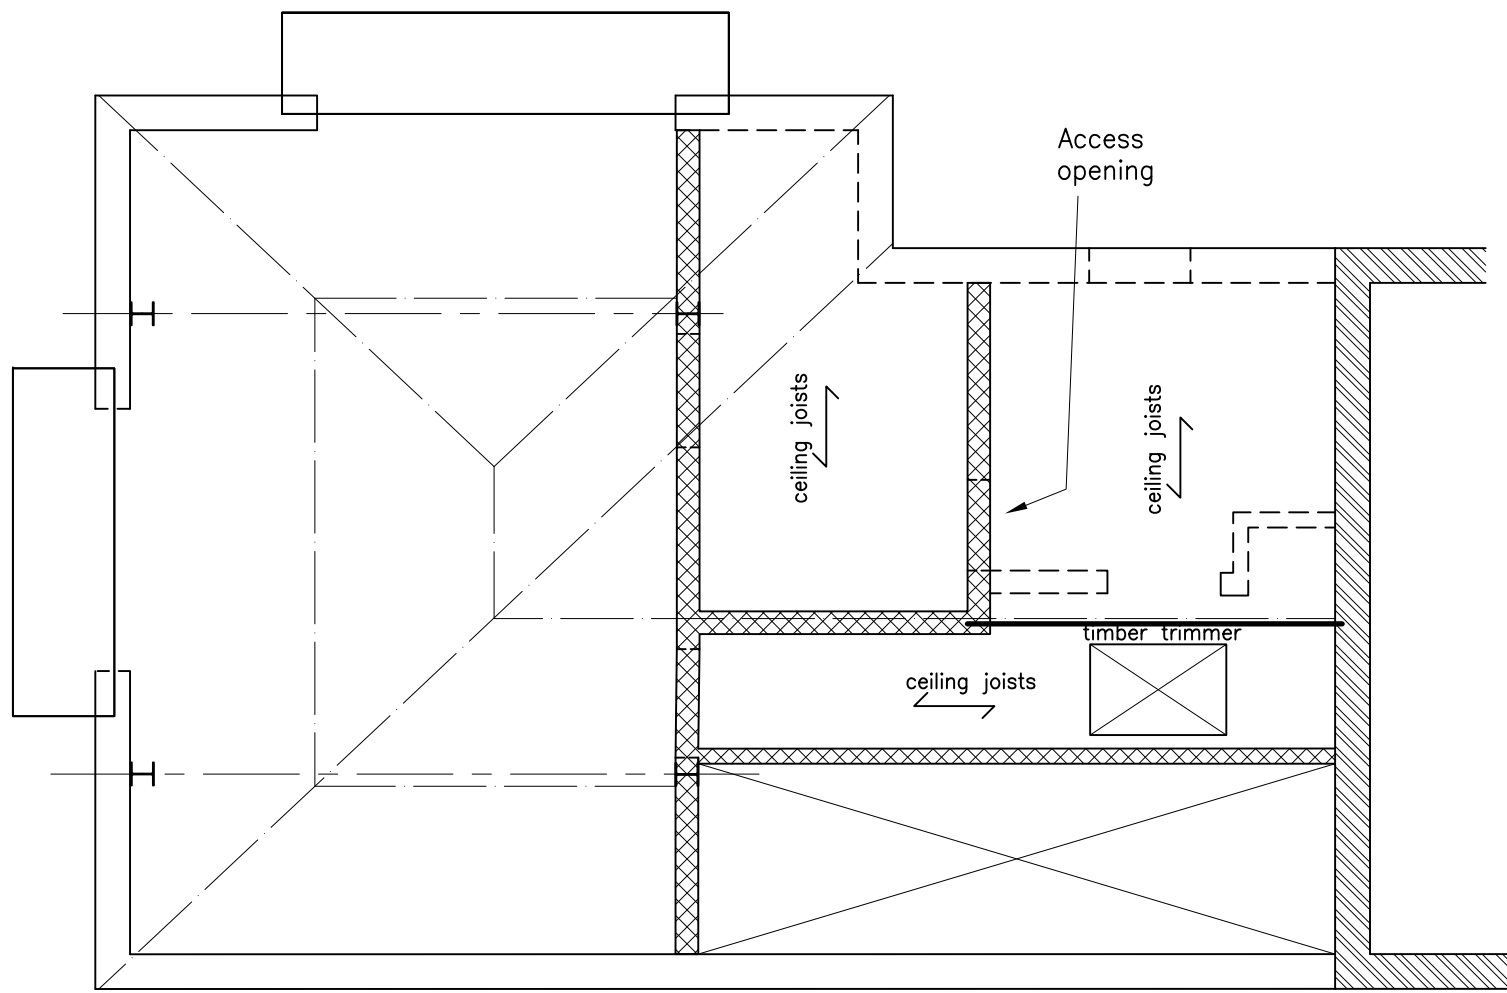 Access
opening
ceiling joists
ceiling joists
timber trimmer
ceiling joists